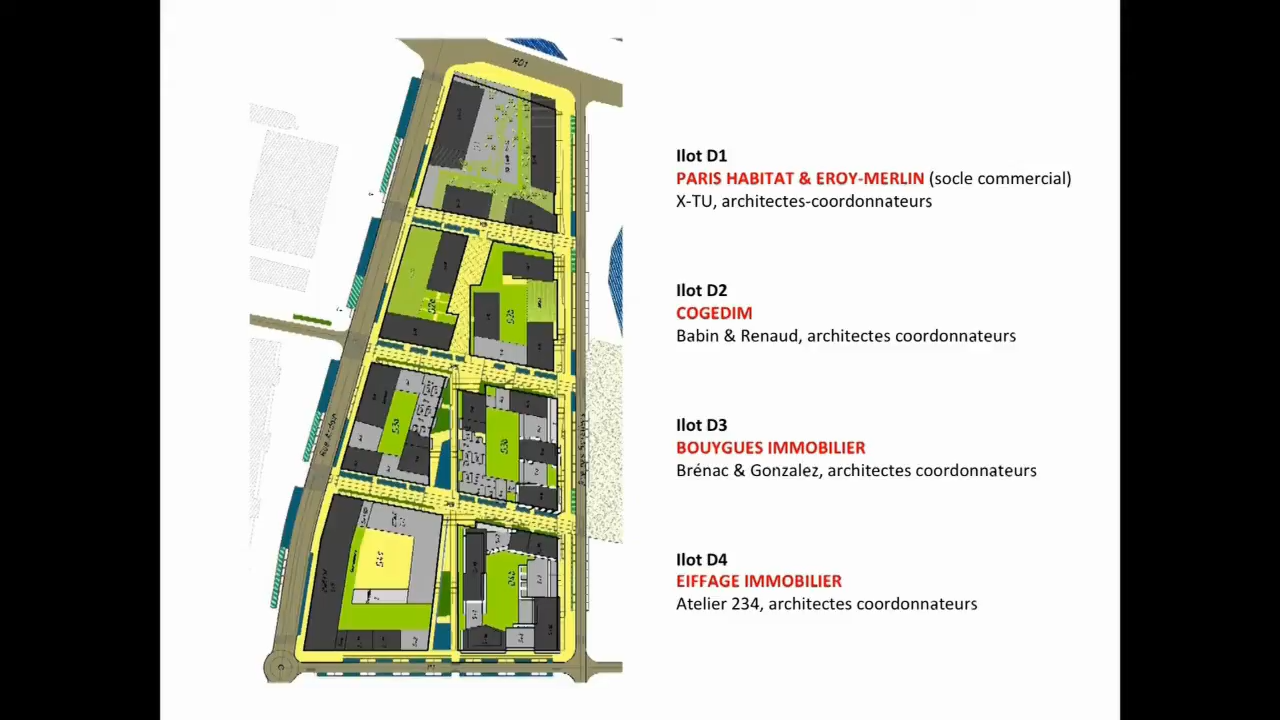 RD1
Ilot D1
PARIS HABITAT & EROY-MERLIN (socle commercial)
X-TU, architectes-coordonnateurs
Ilot D2
COGEDIM
Babin & Renaud, architectes coordonnateurs
Ilot D3
BOUYGUES IMMOBILIER
Brénac & Gonzalez, architectes coordonnateurs
Ilot D4
EIFFAGE IMMOBILIER
Atelier 234, architectes coordonnateurs